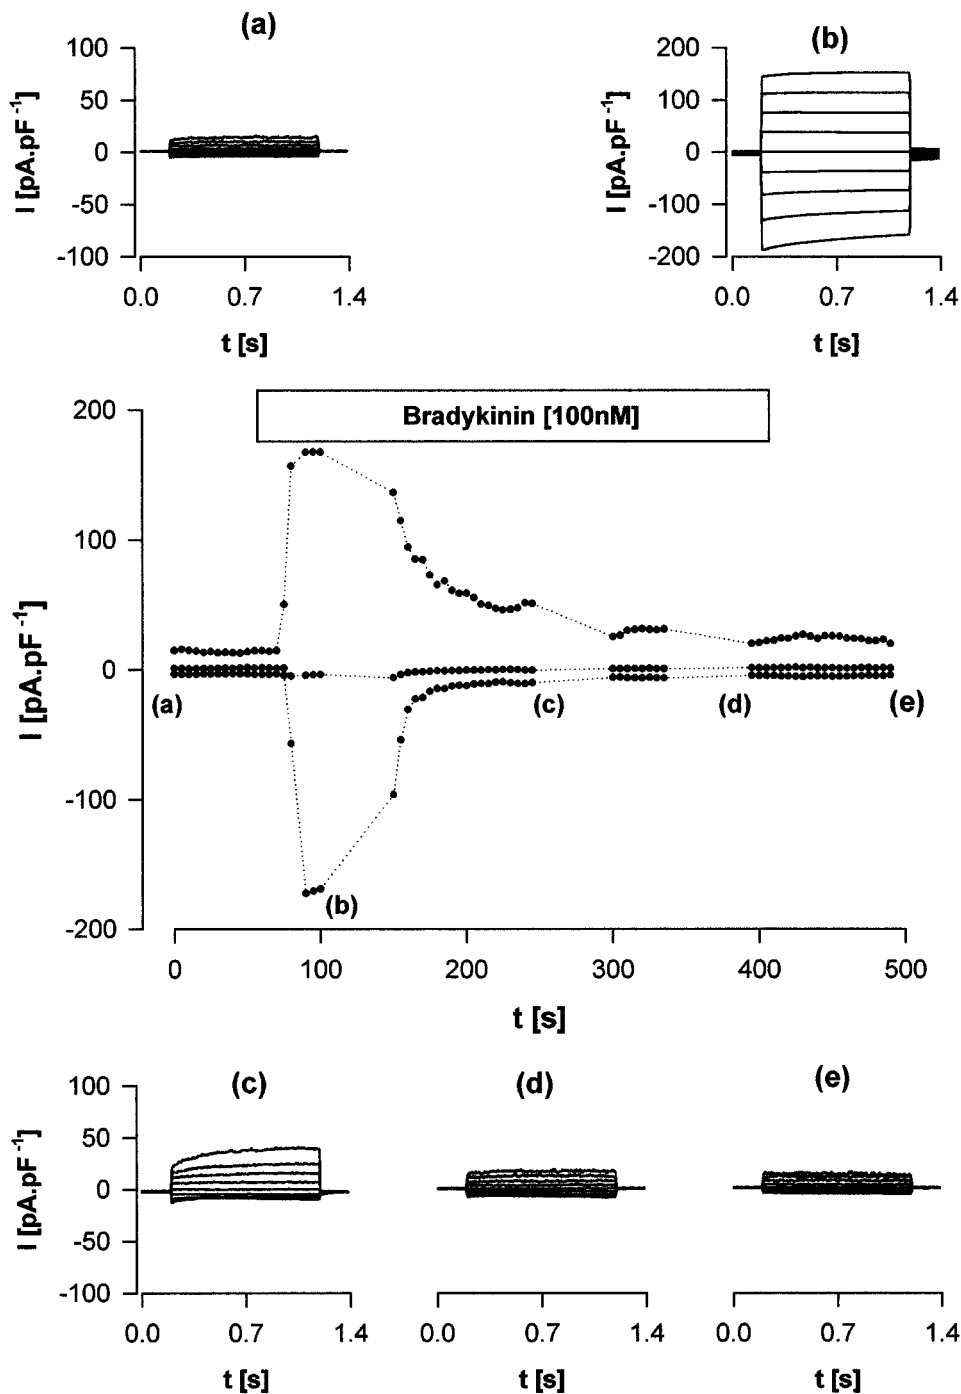 (a)
100
50
0
-50
-100
I [pA.pF⁻¹]
0.0 0.7 1.4
t [s]
(b)
200
100
0
-100
-200
I [pA.pF⁻¹]
0.0 0.7 1.4
t [s]
Bradykinin [100nM]
200
100
0
-100
-200
I [pA.pF⁻¹]
(a) (c) (d) (e)
(b)
0 100 200 300 400 500
t [s]
(c) (d) (e)
100
50
0
-50
-100
I [pA.pF⁻¹]
0.0 0.7 1.4 0.0 0.7 1.4 0.0 0.7 1.4
t [s] t [s] t [s]